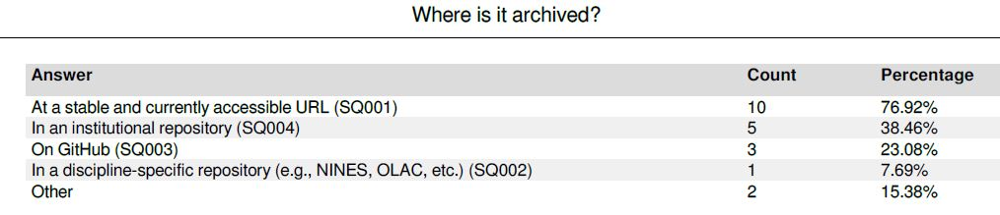 Where is it archived?
Answer Count Percentage
At a stable and currently accessible URL (SQ001) 10 76.92%
In an institutional repository (SQ004) 5 38.46%
On GitHub (SQ003) 3 23.08%
In a discipline-specific repository (e.g., NINES, OLAC, etc.) (SQ002) 1 7.69%
Other 2 15.38%